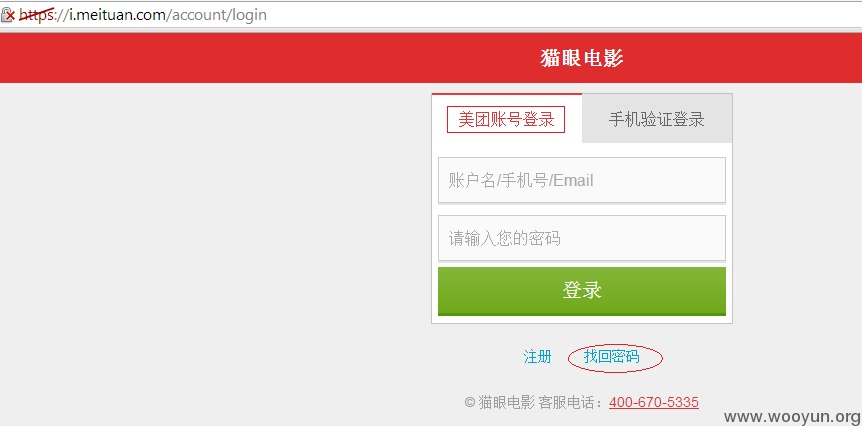 https://i.meituan.com/account/login
猫眼电影
美团账号登录 手机验证登录
账户名/手机号/Email
请输入您的密码
登录
注册 找回密码
© 猫眼电影 客服电话：400-670-5335
www.wooyun.org